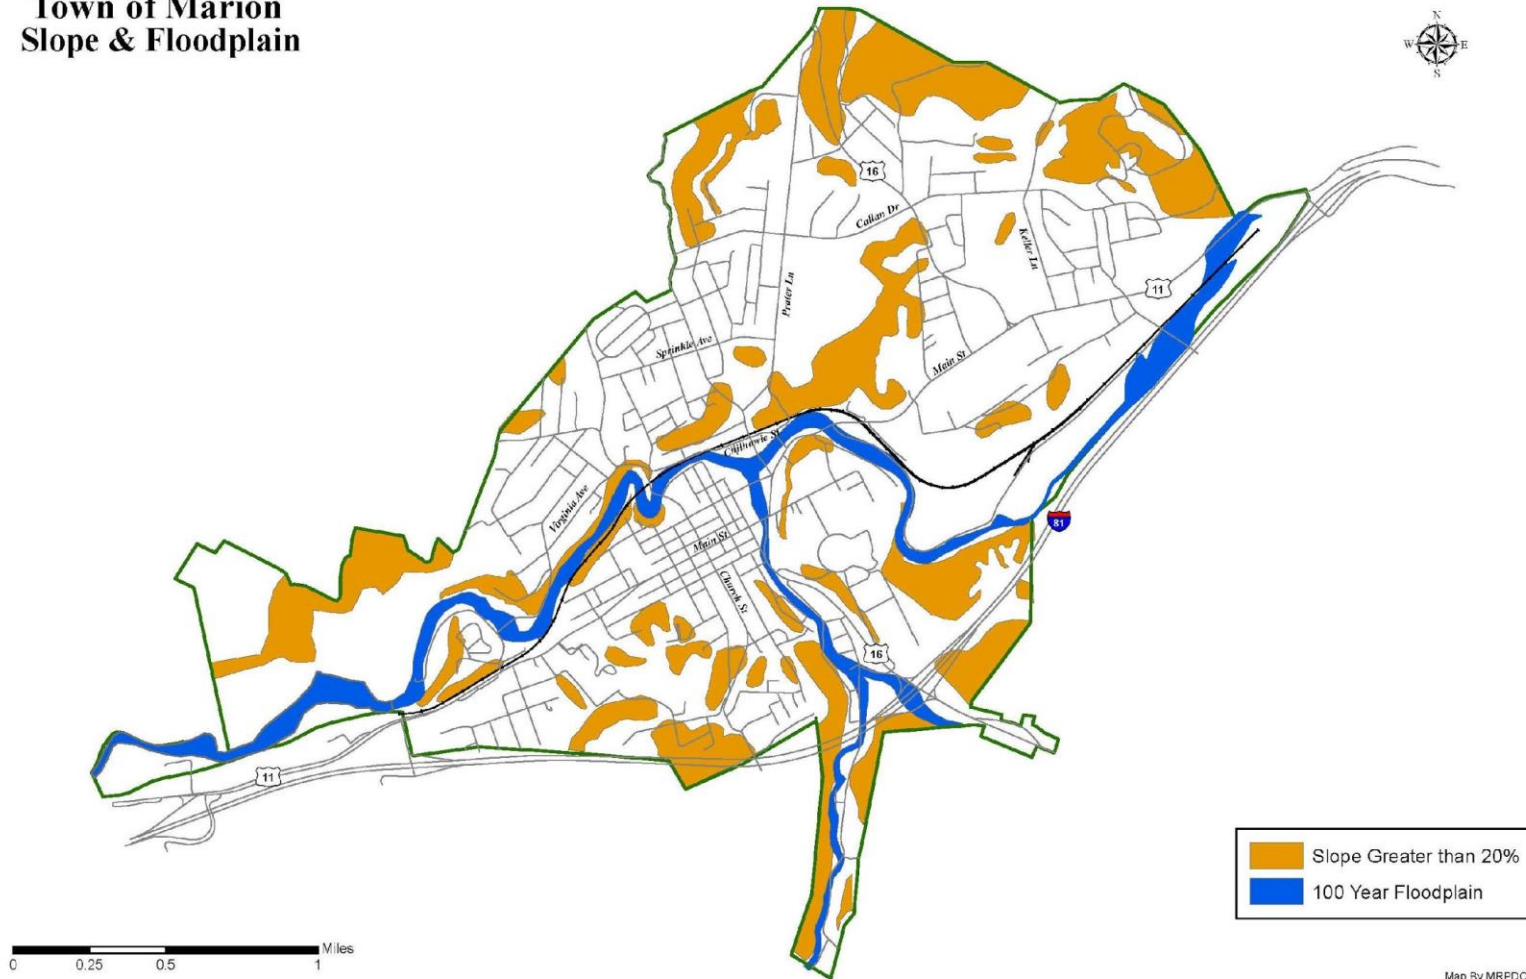 Town of Marion
Slope & Floodplain
N
W E
S
16
Callan Dr
Keller Ln
11
Prater Ln
Sprinkle Ave
Main St
Chilhowie St
81
Virginia Ave
Main St
Church St
16
11
Slope Greater than 20%
100 Year Floodplain
Miles
0 0.25 0.5 1
Map By MRPDC